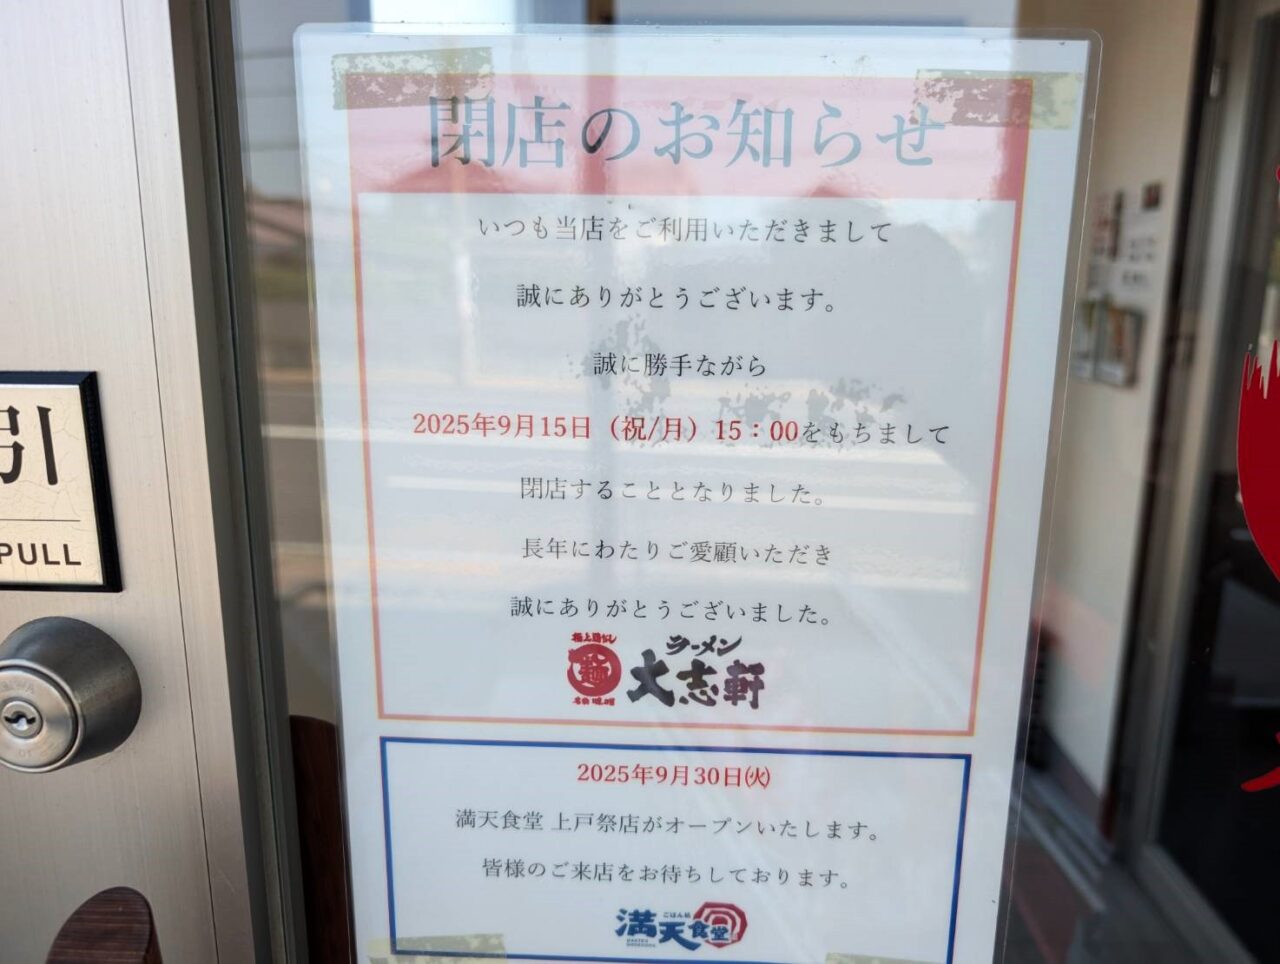 閉店のお知らせ
いつも当店をご利用いただきまして
誠にありがとうございます。
誠に勝手ながら
2025年9月15日（祝/月）15：00をもちまして
閉店することとなりました。
長年にわたりご愛顧いただき
誠にありがとうございました。
麺
ラーメン
大志軒
2025年9月30日㈫
満天食堂 上戸祭店がオープンいたします。
皆様のご来店をお待ちしております。
ごはん処
満天食堂
引
PULL